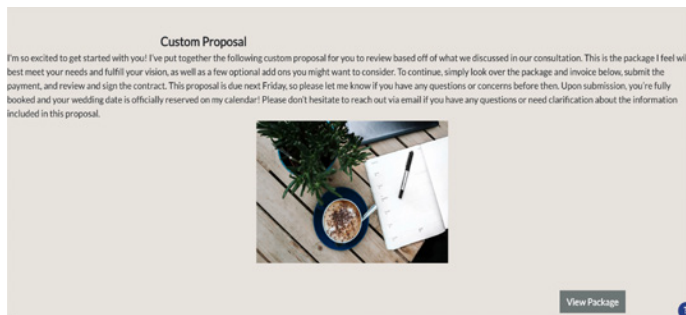 Custom Proposal
I'm so excited to get started with you! I've put together the following custom proposal for you to review based off of what we discussed in our consultation. This is the package I feel wil
best meet your needs and fulfill your vision, as well as a few optional add ons you might want to consider. To continue, simply look over the package and invoice below, submit the
payment, and review and sign the contract. This proposal is due next Friday, so please let me know if you have any questions or concerns before then. Upon submission, you're fully
booked and your wedding date is officially reserved on my calendar! Please don't hesitate to reach out via email if you have any questions or need clarification about the information
included in this proposal.
View Package